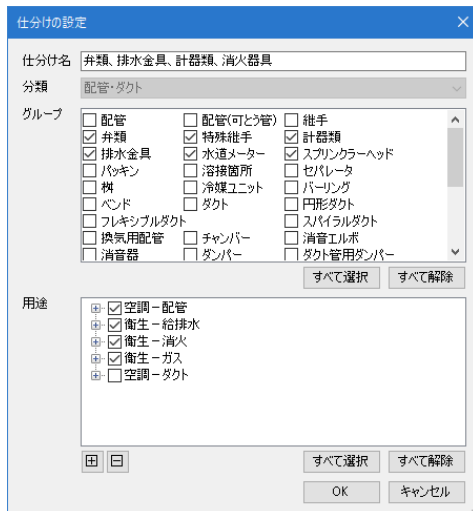 仕分けの設定
仕分け名 弁類、排水金具、計器類、消火器具
分類 配管・ダクト
グループ
配管 配管(可とう管) 継手
弁類 特殊継手 計器類
排水金具 水道メーター スプリンクラーヘッド
パッキン 溶接箇所 セパレータ
桝 冷媒ユニット バーリング
ベンド ダクト 円形ダクト
フレキシブルダクト スパイラルダクト
換気用配管 チャンバー 消音エルボ
消音器 ダンパー ダクト管用ダンパー
すべて選択 すべて解除
用途
空調－配管
衛生－給排水
衛生－消火
衛生－ガス
空調－ダクト
すべて選択 すべて解除
OK キャンセル